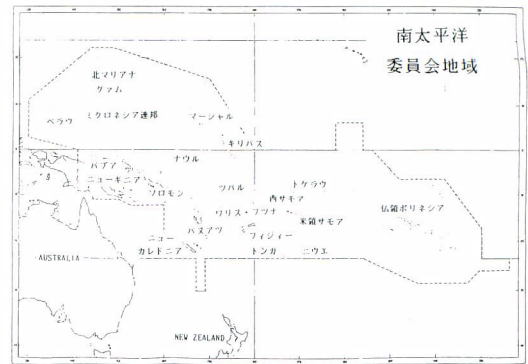 南太平洋
委員会地域
北マリアナ
グァム
ベラウ
ミクロネシア連邦
マーシャル
キリバス
ナウル
パプア
ニューギニア
ソロモン
ツバル
トケラウ
西サモア
ワリス・フツナ
米領サモア
仏領ポリネシア
バヌアツ
フィジィー
ニュー
カレドニア
トンガ
ニウエ
AUSTRALIA
NEW ZEALAND